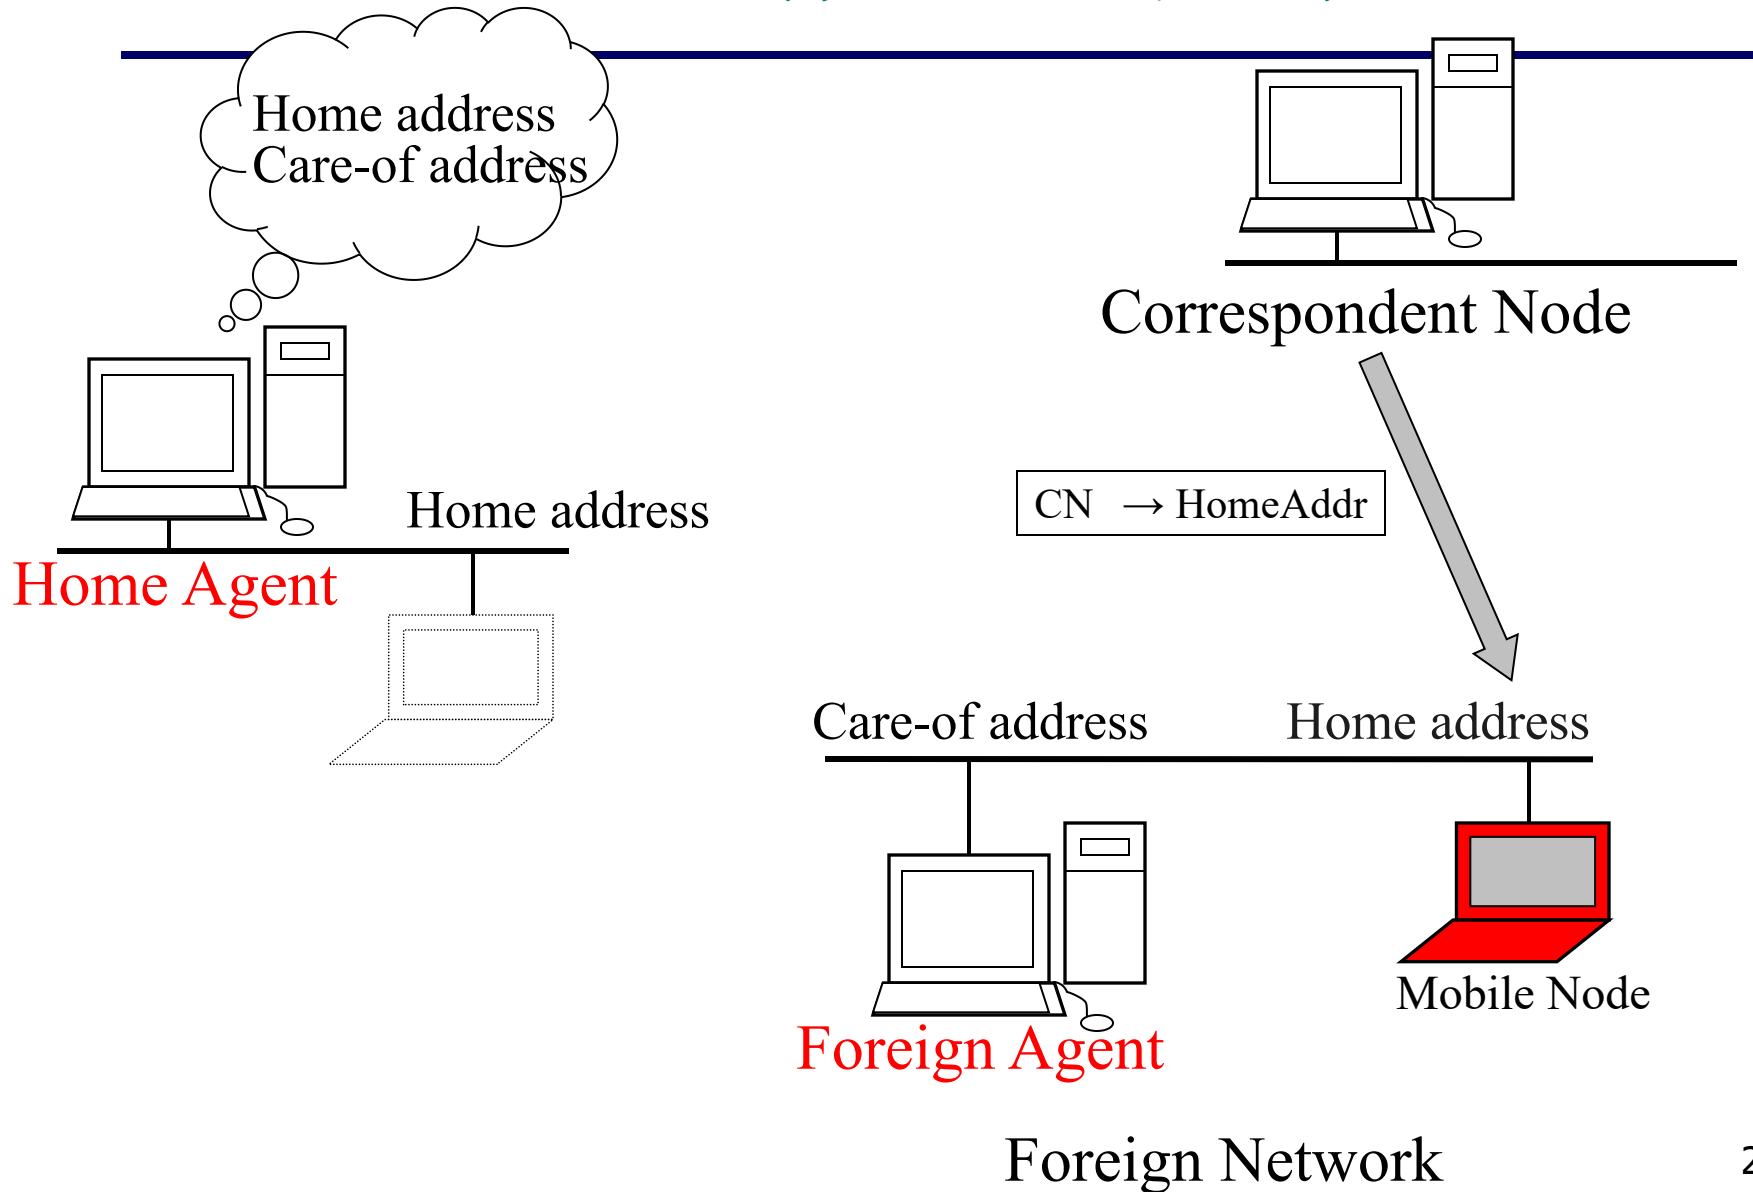 Home address
Care-of address
Correspondent Node
CN → HomeAddr
Home address
Home Agent
Care-of address
Home address
Mobile Node
Foreign Agent
Foreign Network